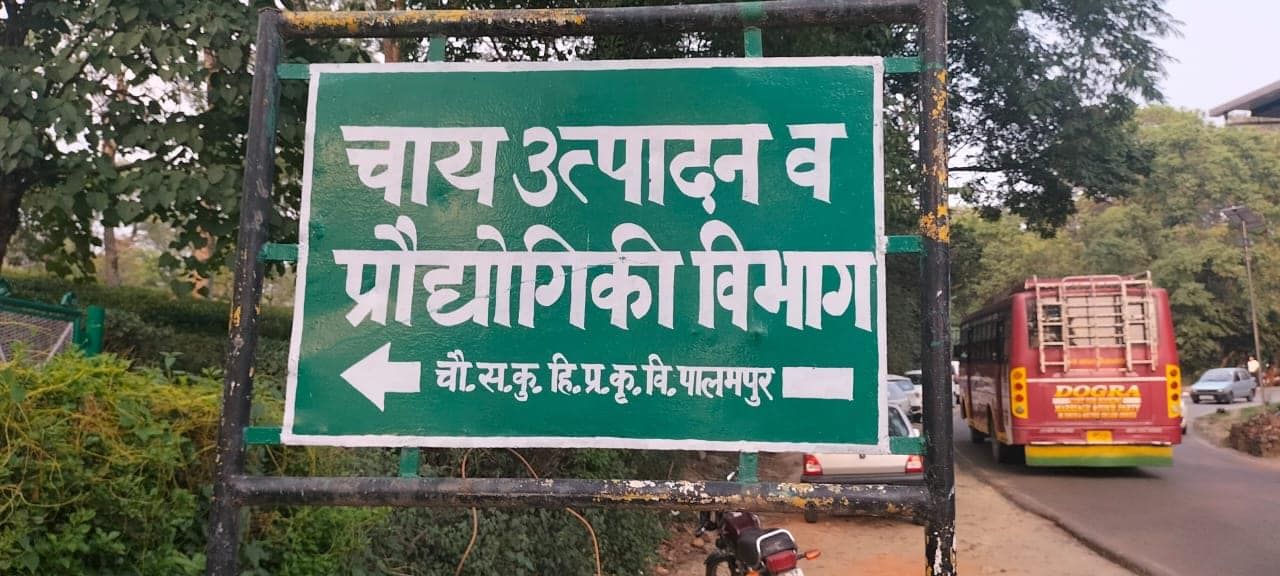 चाय उत्पादन व
प्रौद्योगिकी विभाग
चौ.स.कु. हि.प्र.कृ.वि.पालमपुर
DOGRA